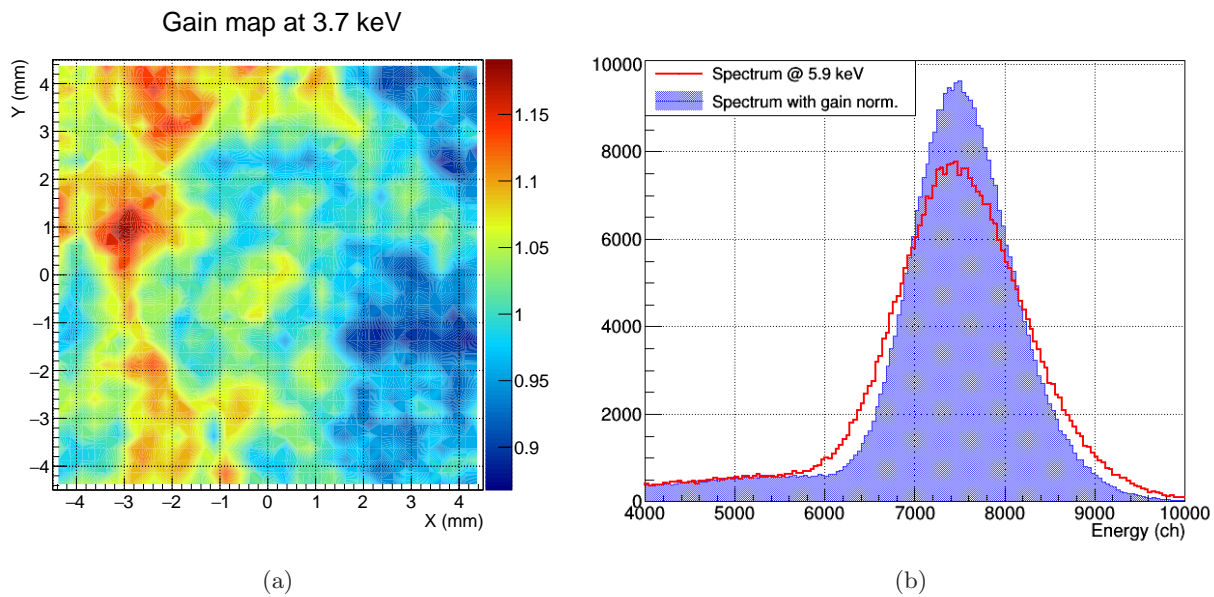 Gain map at 3.7 keV
Y (mm)
4
3
2
1
0
−1
−2
−3
−4
−4 −3 −2 −1 0 1 2 3 4
X (mm)
1.15
1.1
1.05
1
0.95
0.9
(a)
Spectrum @ 5.9 keV
Spectrum with gain norm.
10000
8000
6000
4000
2000
0
4000 5000 6000 7000 8000 9000 10000
Energy (ch)
(b)